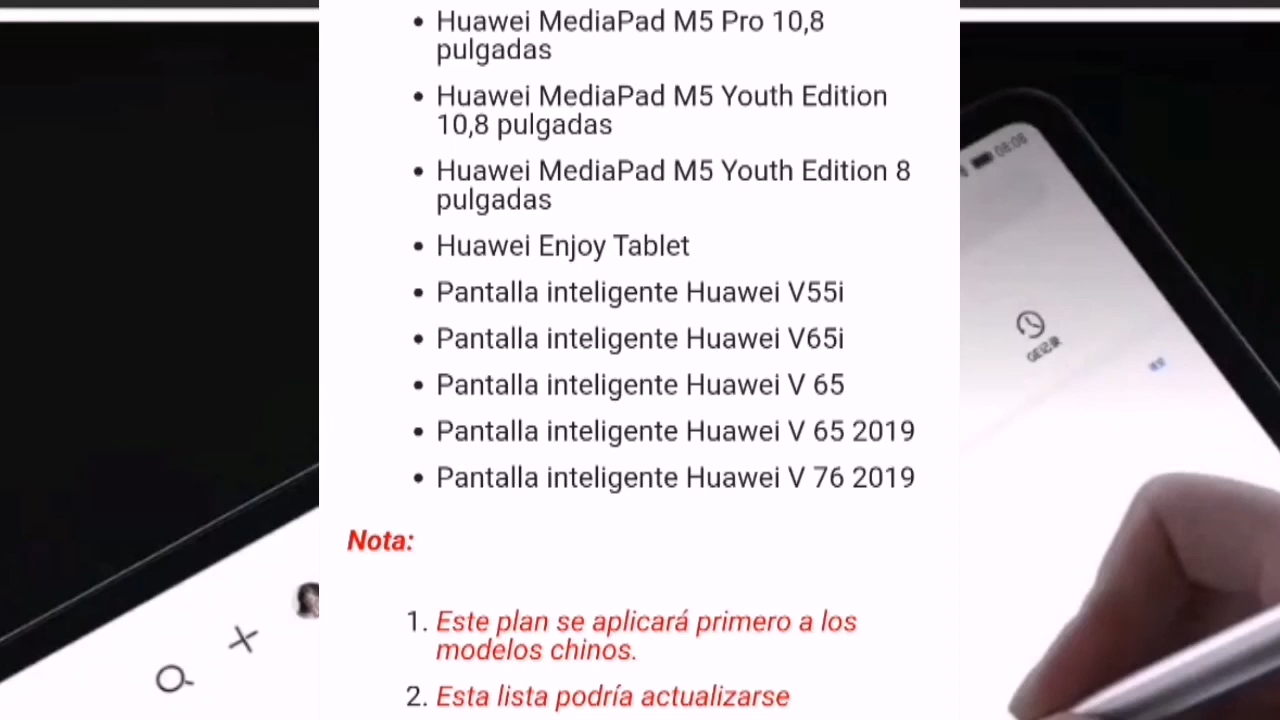 Huawei MediaPad M5 Pro 10,8
pulgadas
Huawei MediaPad M5 Youth Edition
10,8 pulgadas
Huawei MediaPad M5 Youth Edition 8
pulgadas
Huawei Enjoy Tablet
Pantalla inteligente Huawei V55i
Pantalla inteligente Huawei V65i
Pantalla inteligente Huawei V 65
Pantalla inteligente Huawei V 65 2019
Pantalla inteligente Huawei V 76 2019
Nota:
1. Este plan se aplicará primero a los
modelos chinos.
2. Esta lista podría actualizarse
08:08